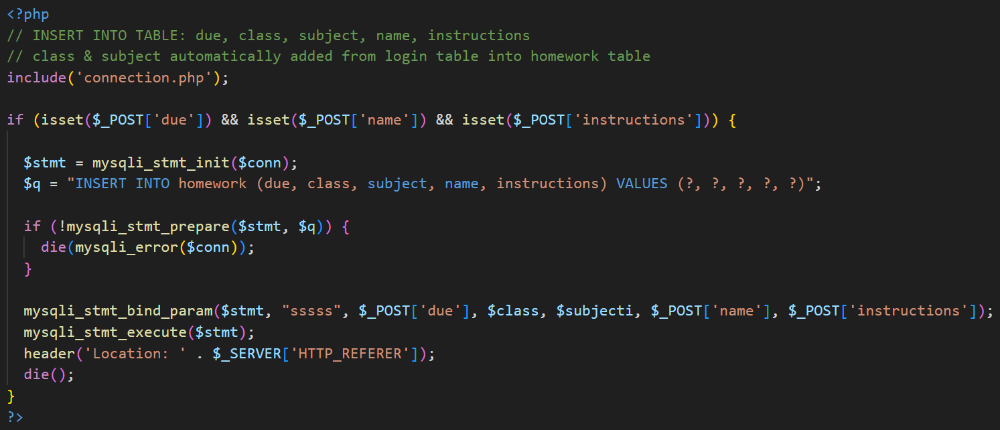 <?php
// INSERT INTO TABLE: due, class, subject, name, instructions
// class & subject automatically added from login table into homework table
include('connection.php');

if (isset($_POST['due']) && isset($_POST['name']) && isset($_POST['instructions'])) {

  $stmt = mysqli_stmt_init($conn);
  $q = "INSERT INTO homework (due, class, subject, name, instructions) VALUES (?, ?, ?, ?, ?)";

  if (!mysqli_stmt_prepare($stmt, $q)) {
    die(mysqli_error($conn));
  }

  mysqli_stmt_bind_param($stmt, "sssss", $_POST['due'], $class, $subjecti, $_POST['name'], $_POST['instructions']);
  mysqli_stmt_execute($stmt);
  header('Location: ' . $_SERVER['HTTP_REFERER']);
  die();
}
?>